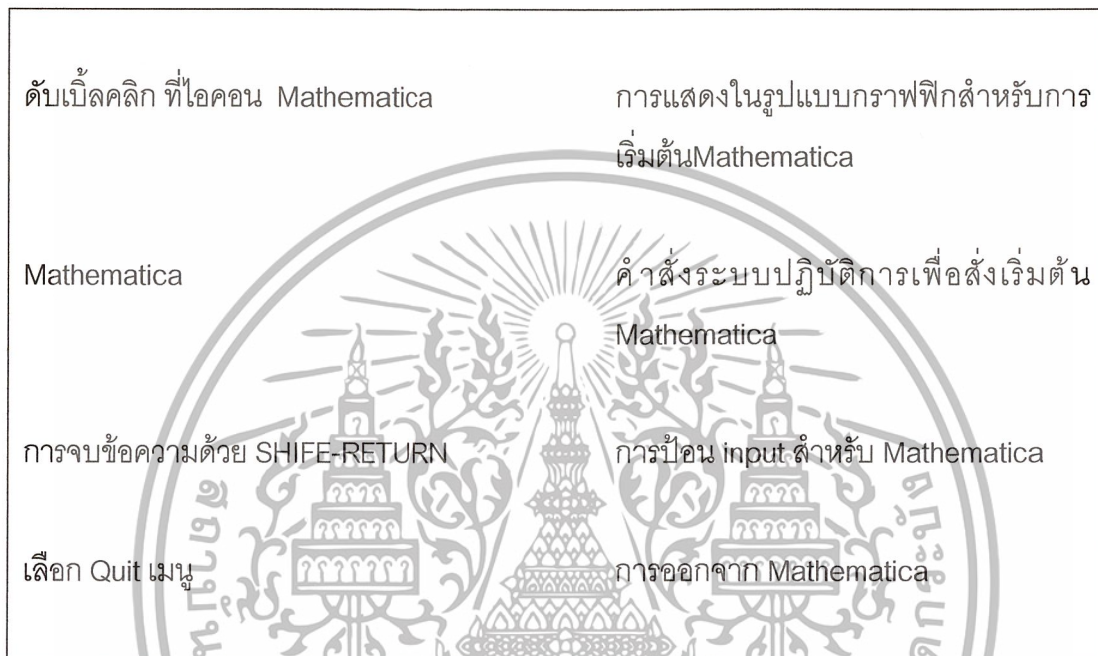 ดับเบิ้ลคลิก ที่ไอคอน Mathematica
การแสดงในรูปแบบกราฟฟิกสำหรับการ
เริ่มต้นMathematica
Mathematica
คำสั่งระบบปฏิบัติการเพื่อสั่งเริ่มต้น
Mathematica
การจบข้อความด้วย SHIFE-RETURN
การป้อน input สำหรับ Mathematica
เลือก Quit เมนู
การออกจาก Mathematica